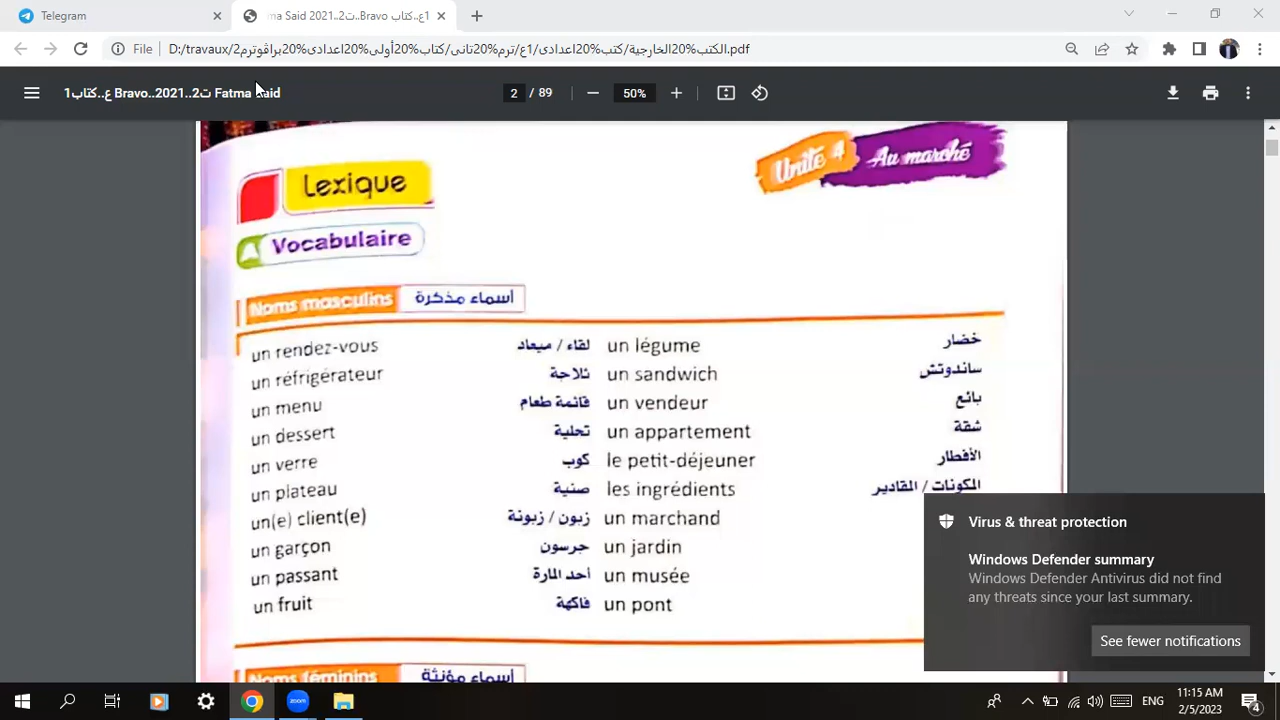 Telegram
ma Said 2021..2ت..Bravo ع..كتاب1
File D:/travaux/الكتب%20الخارجية/كتب%20اعدادى/1ع/ترم%20تانى/كتاب%20أولى%20اعدادى%20براڤوترم2.pdf
ع..كتاب1 Bravo..2021..2ت Fatma Said
2 / 89
50%
Unité 4 Au marché
Lexique
A Vocabulaire
Noms masculins أسماء مذكرة
un rendez-vous لقاء / ميعاد un légume خضار
un réfrigérateur ثلاجة un sandwich ساندوتش
un menu قائمة طعام un vendeur بائع
un dessert تحلية un appartement شقة
un verre كوب le petit-déjeuner الأفطار
un plateau صنية les ingrédients المكونات / المقادير
un(e) client(e) زبون / زبونة un marchand
un garçon جرسون un jardin
un passant أحد المارة un musée
un fruit فاكهة un pont
Noms féminins أسماء مؤنثة
Virus & threat protection
Windows Defender summary
Windows Defender Antivirus did not find
any threats since your last summary.
See fewer notifications
zoom
ENG
11:15 AM
2/5/2023
4